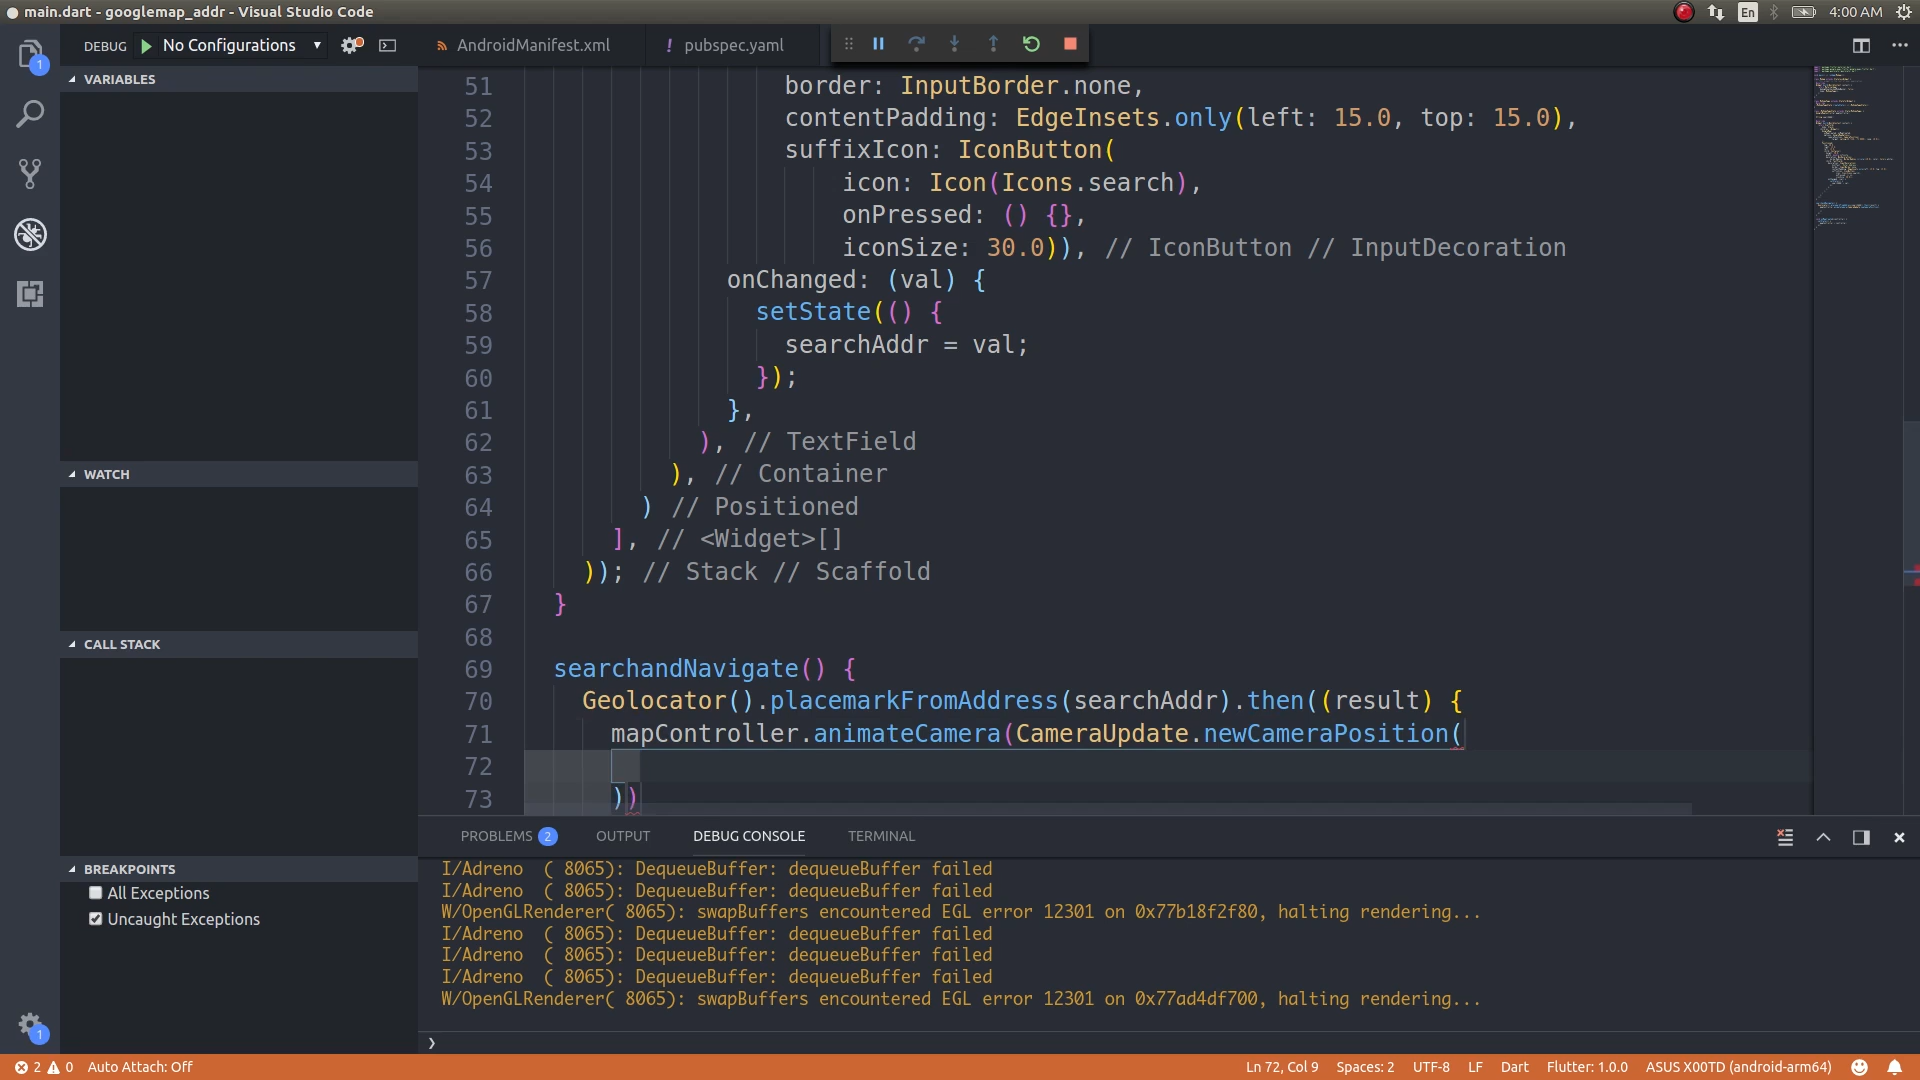 main.dart - googlemap_addr - Visual Studio Code
En
4:00 AM
DEBUG
No Configurations
AndroidManifest.xml
! pubspec.yaml
1
VARIABLES
WATCH
CALL STACK
BREAKPOINTS
All Exceptions
Uncaught Exceptions
1
51 border: InputBorder.none,
52 contentPadding: EdgeInsets.only(left: 15.0, top: 15.0),
53 suffixIcon: IconButton(
54 icon: Icon(Icons.search),
55 onPressed: () {},
56 iconSize: 30.0)), // IconButton // InputDecoration
57 onChanged: (val) {
58 setState(() {
59 searchAddr = val;
60 });
61 },
62 ), // TextField
63 ), // Container
64 ) // Positioned
65 ], // <Widget>[]
66 )); // Stack // Scaffold
67 }
68
69 searchandNavigate() {
70 Geolocator().placemarkFromAddress(searchAddr).then((result) {
71 mapController.animateCamera(CameraUpdate.newCameraPosition(
72
73 ))
PROBLEMS 2 OUTPUT DEBUG CONSOLE TERMINAL
I/Adreno  ( 8065): DequeueBuffer: dequeueBuffer failed
I/Adreno  ( 8065): DequeueBuffer: dequeueBuffer failed
W/OpenGLRenderer( 8065): swapBuffers encountered EGL error 12301 on 0x77b18f2f80, halting rendering...
I/Adreno  ( 8065): DequeueBuffer: dequeueBuffer failed
I/Adreno  ( 8065): DequeueBuffer: dequeueBuffer failed
I/Adreno  ( 8065): DequeueBuffer: dequeueBuffer failed
W/OpenGLRenderer( 8065): swapBuffers encountered EGL error 12301 on 0x77ad4df700, halting rendering...
2 0 Auto Attach: Off
Ln 72, Col 9 Spaces: 2 UTF-8 LF Dart Flutter: 1.0.0 ASUS X00TD (android-arm64)